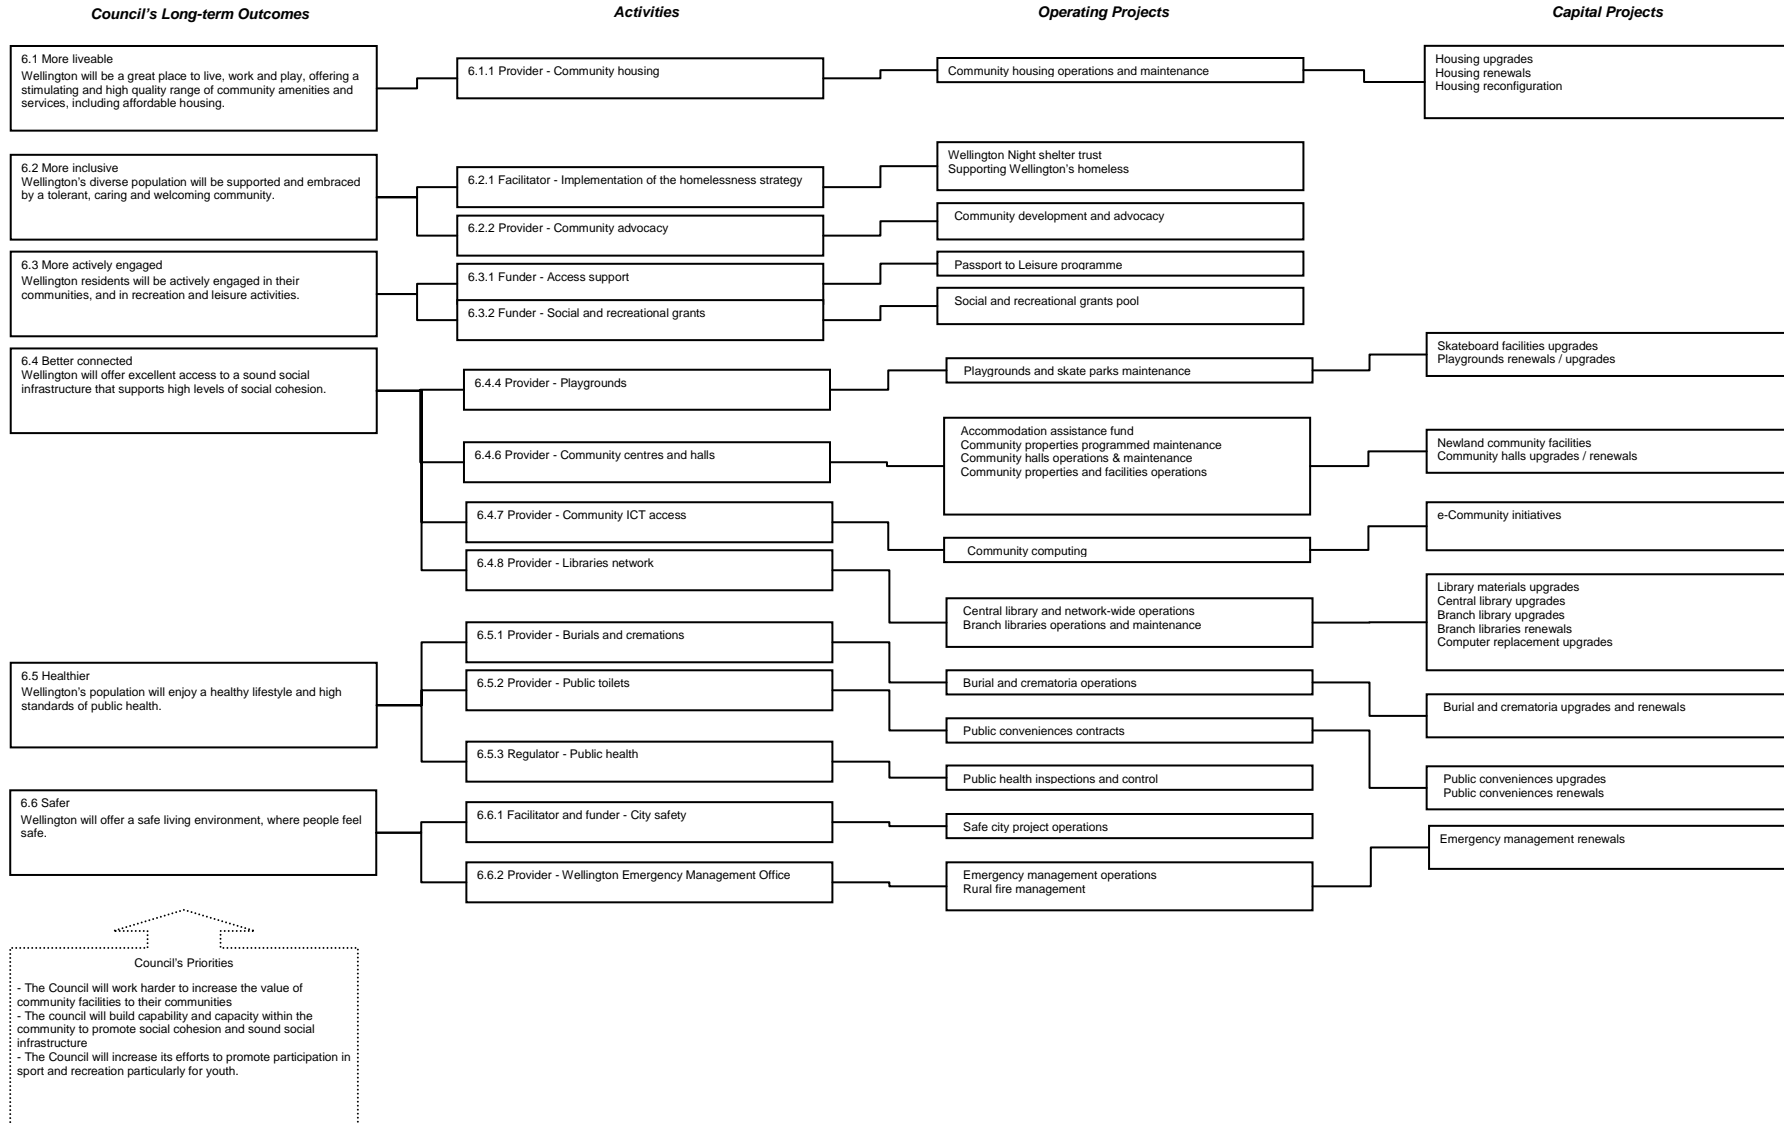 Council's Long-term Outcomes
Activities
Operating Projects
Capital Projects
6.1 More liveable
Wellington will be a great place to live, work and play, offering a
stimulating and high quality range of community amenities and
services, including affordable housing.
6.1.1 Provider - Community housing
Community housing operations and maintenance
Housing upgrades
Housing renewals
Housing reconfiguration
6.2 More inclusive
Wellington's diverse population will be supported and embraced
by a tolerant, caring and welcoming community.
6.2.1 Facilitator - Implementation of the homelessness strategy
Wellington Night shelter trust
Supporting Wellington's homeless
6.2.2 Provider - Community advocacy
Community development and advocacy
6.3 More actively engaged
Wellington residents will be actively engaged in their
communities, and in recreation and leisure activities.
6.3.1 Funder - Access support
Passport to Leisure programme
6.3.2 Funder - Social and recreational grants
Social and recreational grants pool
6.4 Better connected
Wellington will offer excellent access to a sound social
infrastructure that supports high levels of social cohesion.
6.4.4 Provider - Playgrounds
Playgrounds and skate parks maintenance
Skateboard facilities upgrades
Playgrounds renewals / upgrades
6.4.6 Provider - Community centres and halls
Accommodation assistance fund
Community properties programmed maintenance
Community halls operations & maintenance
Community properties and facilities operations
Newland community facilities
Community halls upgrades / renewals
6.4.7 Provider - Community ICT access
Community computing
e-Community initiatives
6.4.8 Provider - Libraries network
Central library and network-wide operations
Branch libraries operations and maintenance
Library materials upgrades
Central library upgrades
Branch library upgrades
Branch libraries renewals
Computer replacement upgrades
6.5 Healthier
Wellington's population will enjoy a healthy lifestyle and high
standards of public health.
6.5.1 Provider - Burials and cremations
Burial and crematoria operations
Burial and crematoria upgrades and renewals
6.5.2 Provider - Public toilets
Public conveniences contracts
Public conveniences upgrades
Public conveniences renewals
6.5.3 Regulator - Public health
Public health inspections and control
6.6 Safer
Wellington will offer a safe living environment, where people feel
safe.
6.6.1 Facilitator and funder - City safety
Safe city project operations
6.6.2 Provider - Wellington Emergency Management Office
Emergency management operations
Rural fire management
Emergency management renewals
Council's Priorities
- The Council will work harder to increase the value of
community facilities to their communities
- The council will build capability and capacity within the
community to promote social cohesion and sound social
infrastructure
- The Council will increase its efforts to promote participation in
sport and recreation particularly for youth.